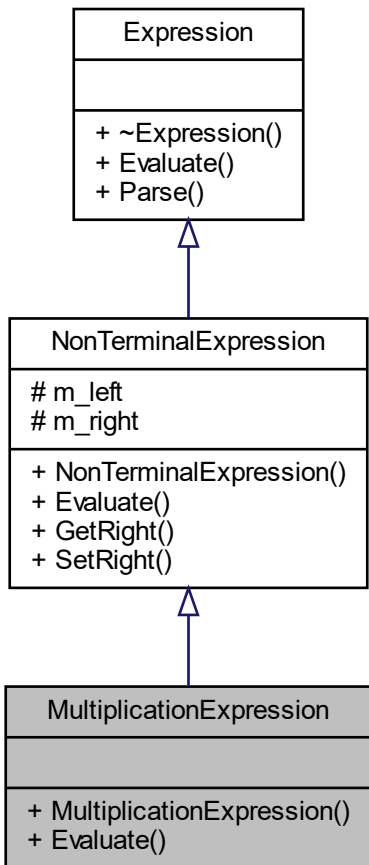 Expression
+ ~Expression()
+ Evaluate()
+ Parse()
NonTerminalExpression
# m_left
# m_right
+ NonTerminalExpression()
+ Evaluate()
+ GetRight()
+ SetRight()
MultiplicationExpression
+ MultiplicationExpression()
+ Evaluate()